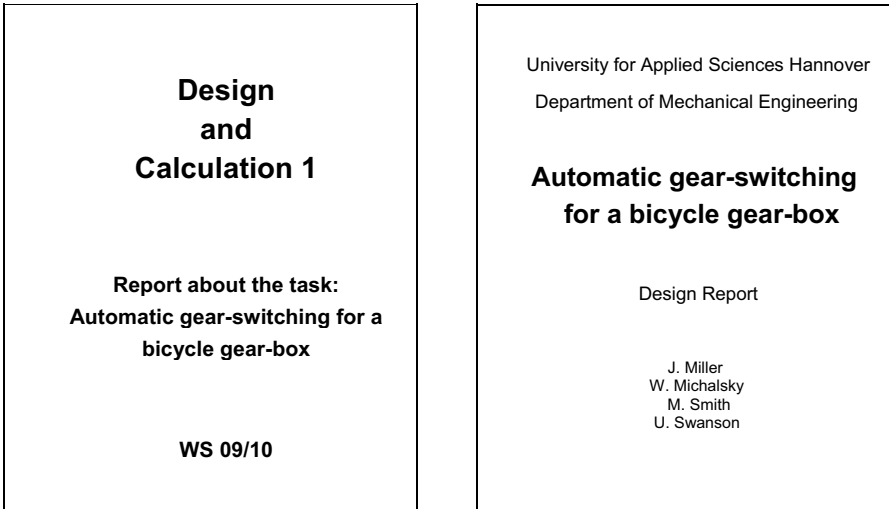 Design
and
Calculation 1
Report about the task:
Automatic gear-switching for a
bicycle gear-box
WS 09/10
University for Applied Sciences Hannover
Department of Mechanical Engineering
Automatic gear-switching
for a bicycle gear-box
Design Report
J. Miller
W. Michalsky
M. Smith
U. Swanson